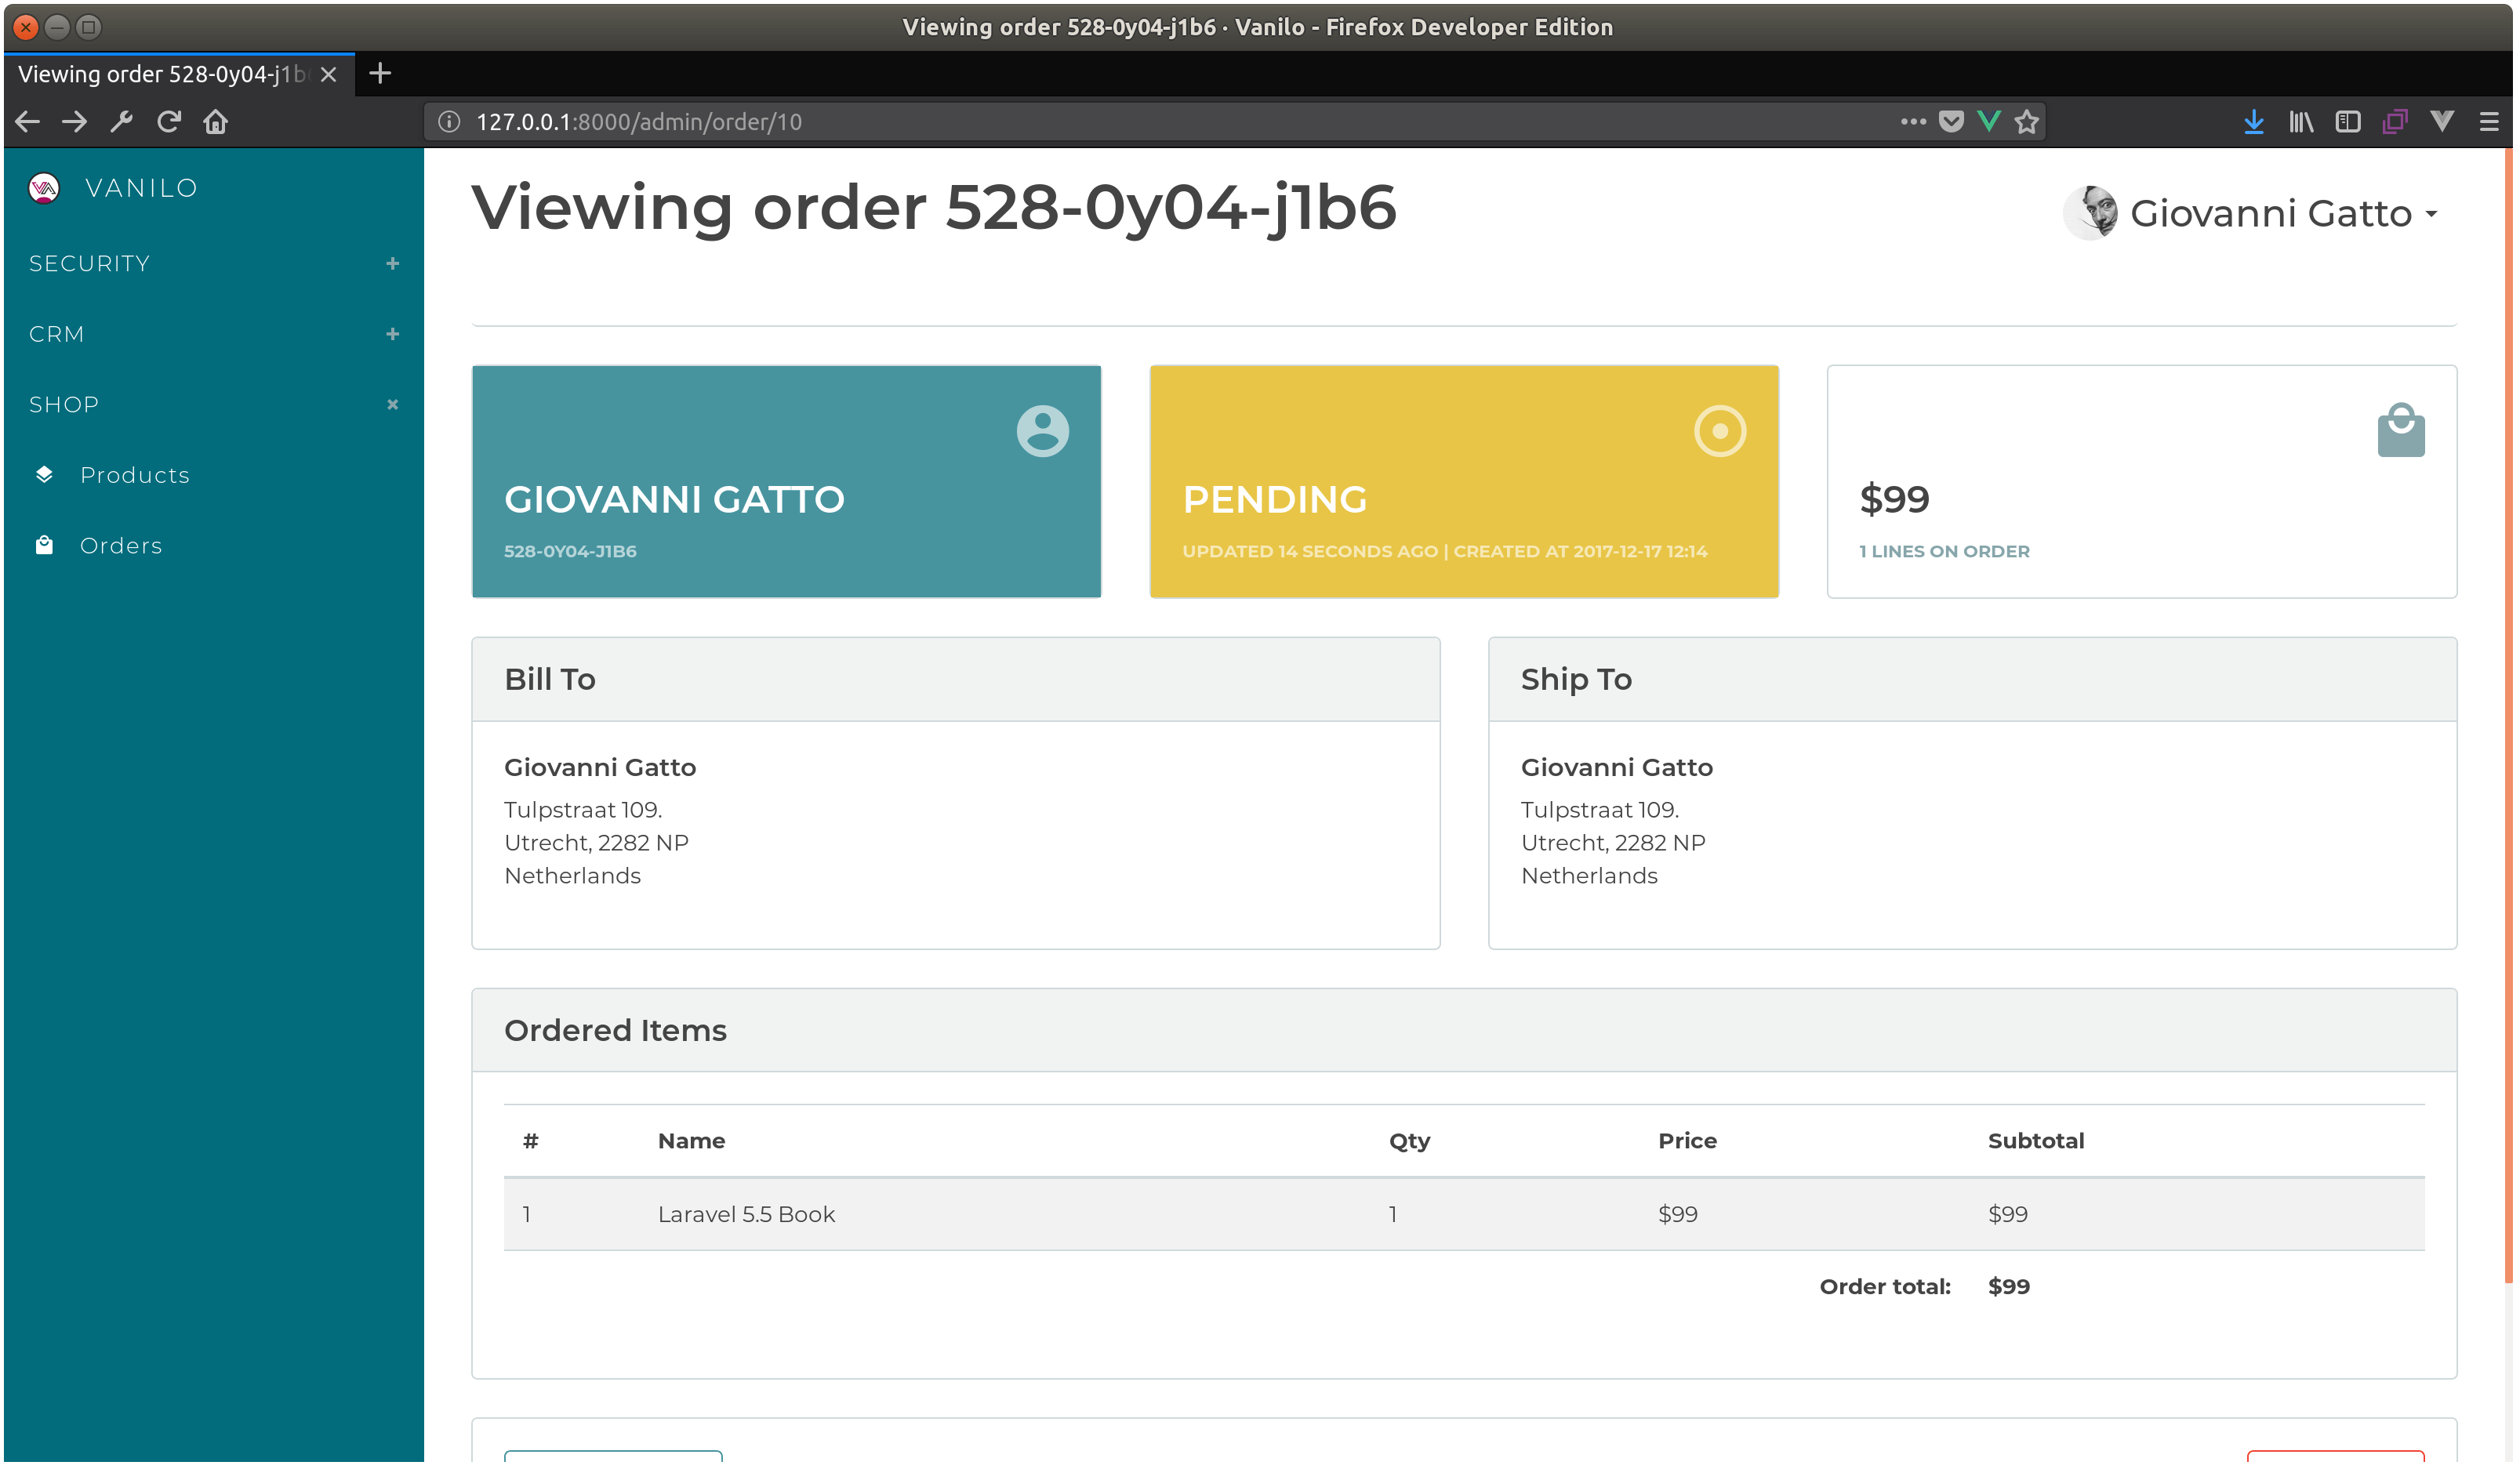 Viewing order 528-0y04-j1b6 · Vanilo - Firefox Developer Edition
Viewing order 528-0y04-j1b
127.0.0.1:8000/admin/order/10
VANILO
SECURITY
CRM
SHOP
Products
Orders
Viewing order 528-0y04-j1b6
Giovanni Gatto
GIOVANNI GATTO
528-0Y04-J1B6
PENDING
UPDATED 14 SECONDS AGO | CREATED AT 2017-12-17 12:14
$99
1 LINES ON ORDER
Bill To
Giovanni Gatto
Tulpstraat 109.
Utrecht, 2282 NP
Netherlands
Ship To
Giovanni Gatto
Tulpstraat 109.
Utrecht, 2282 NP
Netherlands
Ordered Items
# Name Qty Price Subtotal
1 Laravel 5.5 Book 1 $99 $99
Order total: $99